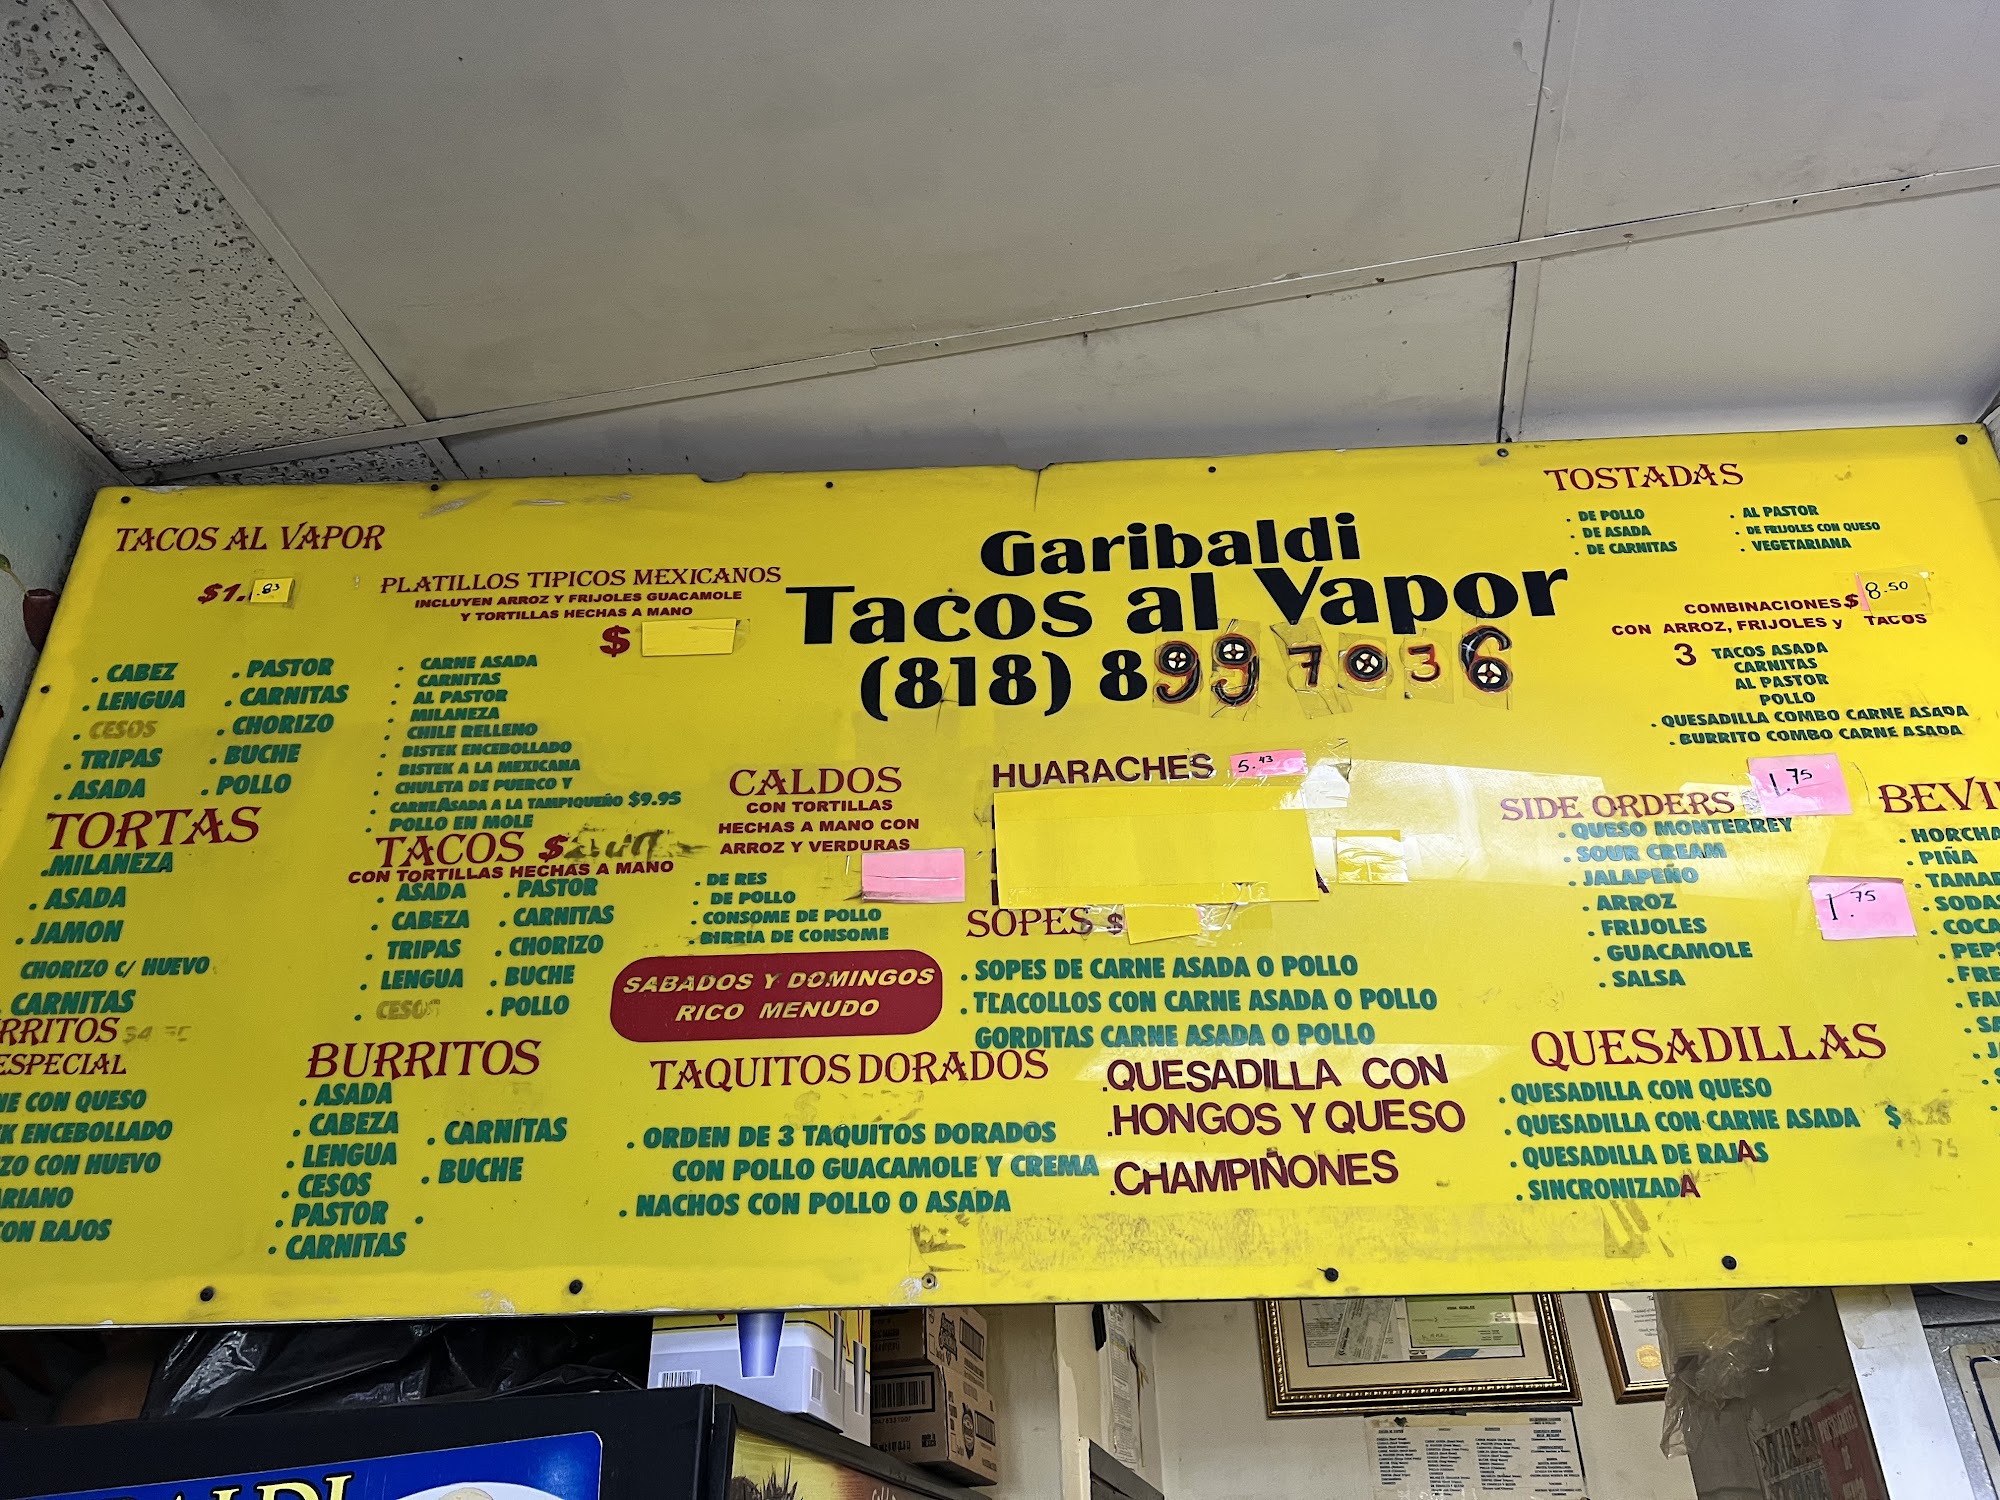 TACOS AL VAPOR
$1. .83
. CABEZ
. LENGUA
. CESOS
. TRIPAS
. ASADA
. PASTOR
. CARNITAS
. CHORIZO
. BUCHE
. POLLO
PLATILLOS TIPICOS MEXICANOS
INCLUYEN ARROZ Y FRIJOLES GUACAMOLE
Y TORTILLAS HECHAS A MANO
$
. CARNE ASADA
. CARNITAS
. AL PASTOR
. MILANEZA
. CHILE RELLENO
. BISTEK ENCEBOLLADO
. BISTEK A LA MEXICANA
. CHULETA DE PUERCO Y
. CARNEASADA A LA TAMPIQUEÑO $9.95
. POLLO EN MOLE
Garibaldi
Tacos al Vapor
(818) 899 7036
TOSTADAS
. DE POLLO
. DE ASADA
. DE CARNITAS
. AL PASTOR
. DE FRIJOLES CON QUESO
. VEGETARIANA
COMBINACIONES $ 8.50
CON ARROZ, FRIJOLES y TACOS
3 TACOS ASADA
CARNITAS
AL PASTOR
POLLO
. QUESADILLA COMBO CARNE ASADA
. BURRITO COMBO CARNE ASADA
TORTAS
.MILANEZA
. ASADA
. JAMON
CHORIZO C/ HUEVO
. CARNITAS
TACOS $
CON TORTILLAS HECHAS A MANO
. ASADA
. CABEZA
. TRIPAS
. LENGUA
. CESOS
. PASTOR
. CARNITAS
. CHORIZO
. BUCHE
. POLLO
CALDOS
CON TORTILLAS
HECHAS A MANO CON
ARROZ Y VERDURAS
. DE RES
. DE POLLO
. CONSOME DE POLLO
. BIRRIA DE CONSOME
SABADOS Y DOMINGOS
RICO MENUDO
HUARACHES 5.43
SOPES $
. SOPES DE CARNE ASADA O POLLO
. TLACOLLOS CON CARNE ASADA O POLLO
GORDITAS CARNE ASADA O POLLO
SIDE ORDERS 1.75
. QUESO MONTERREY
. SOUR CREAM
. JALAPEÑO
. ARROZ
. FRIJOLES
. GUACAMOLE
. SALSA
1.75
BEVI
. HORCHA
. PIÑA
. TAMAR
. SODAS
. COCA
. PEPS
. FRE
. FA
. SA
RRITOS
ESPECIAL
NE CON QUESO
EK ENCEBOLLADO
ZO CON HUEVO
ARIANO
ON RAJOS
BURRITOS
. ASADA
. CABEZA
. LENGUA
. CESOS
. PASTOR
. CARNITAS
. CARNITAS
. BUCHE
TAQUITOS DORADOS
. ORDEN DE 3 TAQUITOS DORADOS
CON POLLO GUACAMOLE Y CREMA
. NACHOS CON POLLO O ASADA
.QUESADILLA CON
.HONGOS Y QUESO
.CHAMPIÑONES
QUESADILLAS
. QUESADILLA CON QUESO
. QUESADILLA CON CARNE ASADA $
. QUESADILLA DE RAJAS
. SINCRONIZADA